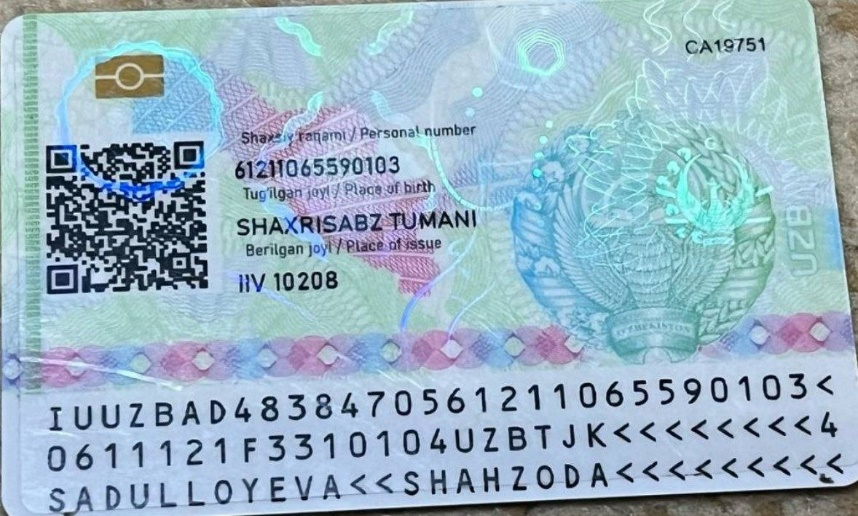 CA19751
Shaxsiy raqami / Personal number
61211065590103
Tug'ilgan joyi / Place of birth
SHAXRISABZ TUMANI
Berilgan joyi / Place of issue
IIV 10208
UZB
IUUZBAD4838470561211065590103<
0611121F3310104UZBTJK<<<<<<<<4
SADULLOYEVA<<SHAHZODA<<<<<<<<<